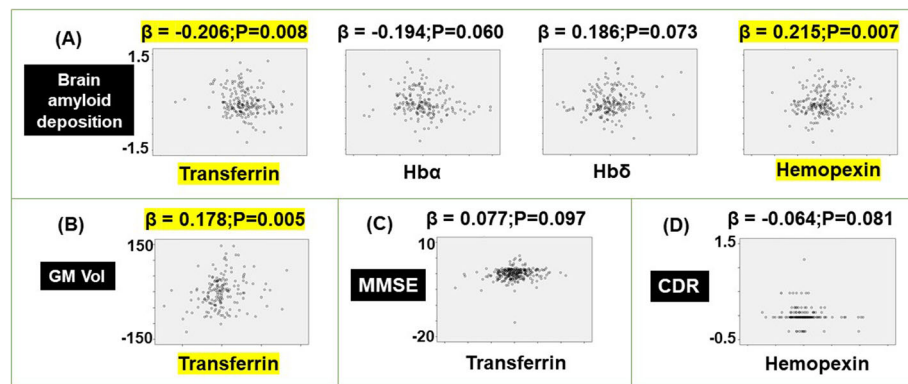 (A)
β = -0.206;P=0.008
β = -0.194;P=0.060
β = 0.186;P=0.073
β = 0.215;P=0.007
1.5
Brain
amyloid
deposition
-1.5
Transferrin
Hbα
Hbδ
Hemopexin
(B)
β = 0.178;P=0.005
(C)
β = 0.077;P=0.097
(D)
β = -0.064;P=0.081
150
GM Vol
-150
Transferrin
10
MMSE
-20
Transferrin
1.5
CDR
-0.5
Hemopexin